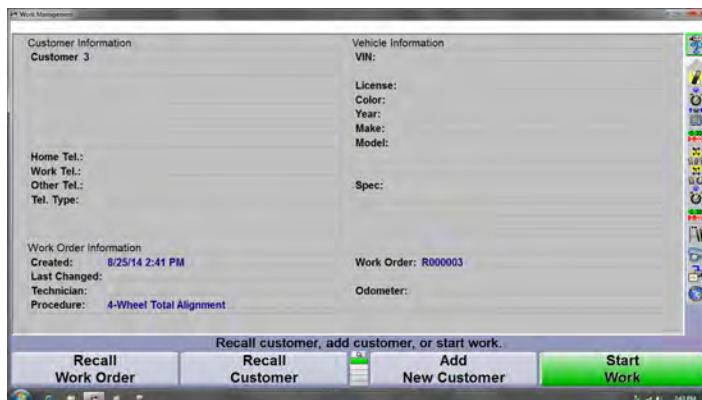 Work Management
Customer Information
Customer 3
Home Tel.:
Work Tel.:
Other Tel.:
Tel. Type:
Vehicle Information
VIN:
License:
Color:
Year:
Make:
Model:
Spec:
Work Order Information
Created: 8/25/14 2:41 PM
Last Changed:
Technician:
Procedure: 4-Wheel Total Alignment
Work Order: R000003
Odometer:
Recall customer, add customer, or start work.
Recall
Work Order
Recall
Customer
Add
New Customer
Start
Work